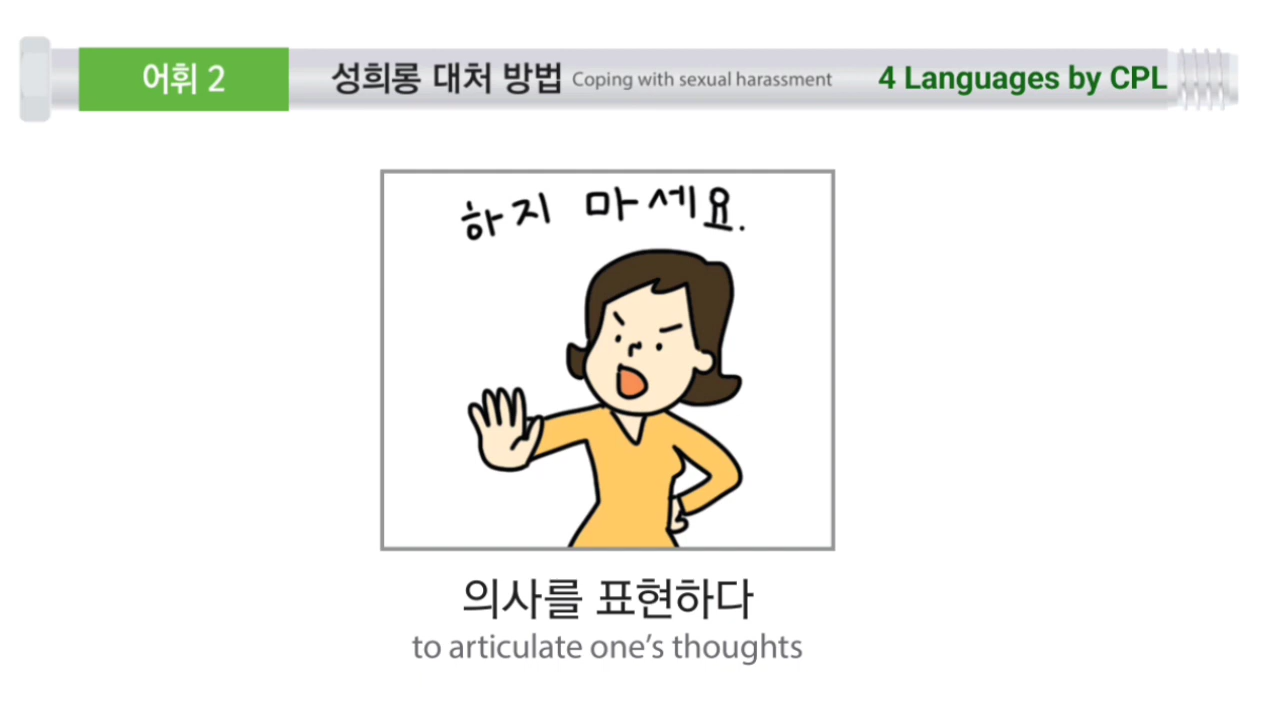 어휘 2
성희롱 대처 방법 Coping with sexual harassment
4 Languages by CPL
하지 마세요.
의사를 표현하다
to articulate one's thoughts